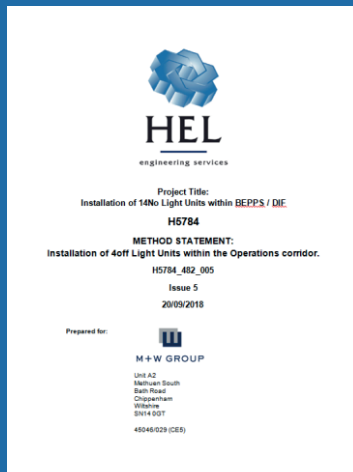 HEL
engineering services
Project Title:
Installation of 14No Light Units within BEPPS / DIF
H5784
METHOD STATEMENT:
Installation of 4off Light Units within the Operations corridor.
H5784_482_005
Issue 5
20/09/2018
Prepared for:
M+W GROUP
Unit A2
Methuen South
Bath Road
Chippenham
Wiltshire
SN14 0GT
45046/029 (CE5)